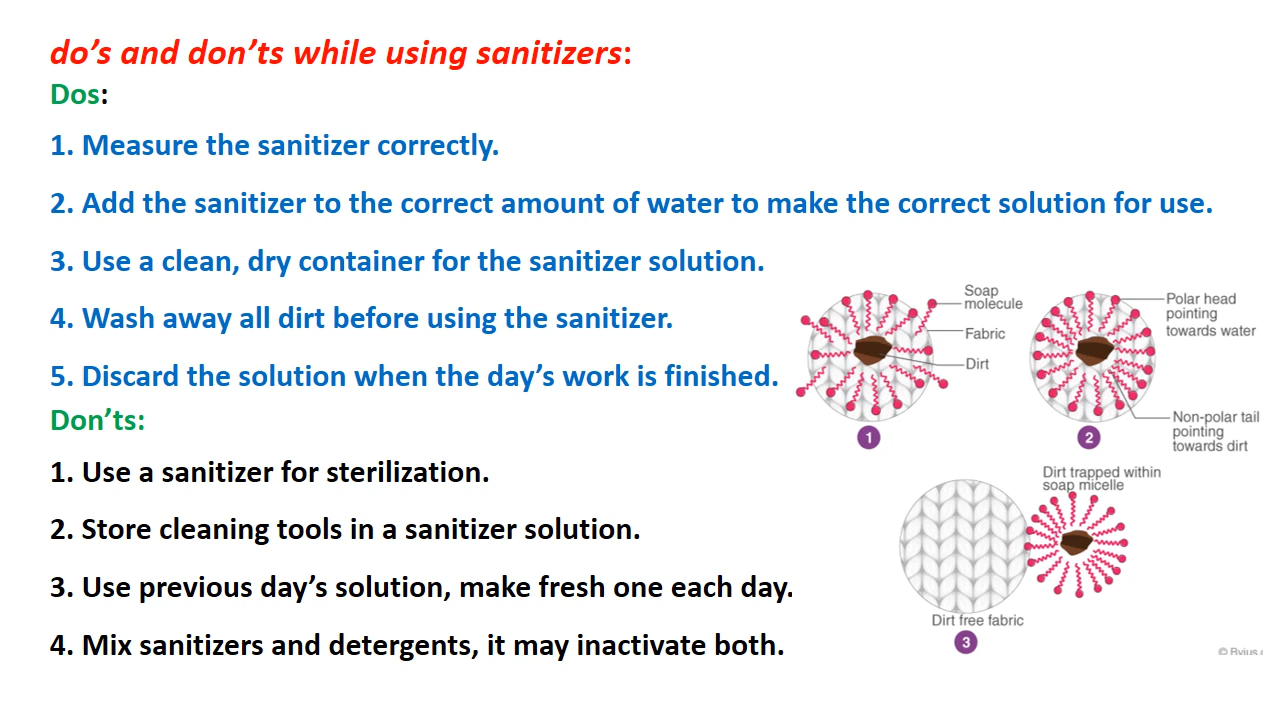 do’s and don’ts while using sanitizers:
Dos:
1. Measure the sanitizer correctly.
2. Add the sanitizer to the correct amount of water to make the correct solution for use.
3. Use a clean, dry container for the sanitizer solution.
4. Wash away all dirt before using the sanitizer.
5. Discard the solution when the day’s work is finished.
Don’ts:
1. Use a sanitizer for sterilization.
2. Store cleaning tools in a sanitizer solution.
3. Use previous day’s solution, make fresh one each day.
4. Mix sanitizers and detergents, it may inactivate both.
Soap
molecule
Fabric
Dirt
1
Polar head
pointing
towards water
Non-polar tail
pointing
towards dirt
2
Dirt trapped within
soap micelle
Dirt free fabric
3